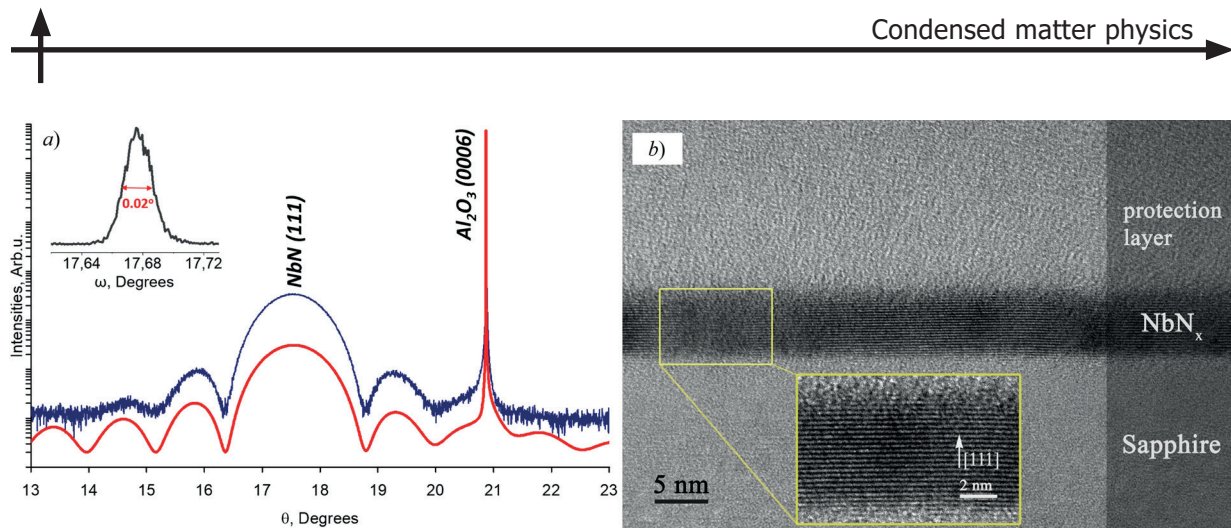 Condensed matter physics
a)
0.02°
17,64 17,68 17,72
ω, Degrees
NbN (111)
Al₂O₃ (0006)
Intensities, Arb.u.
13 14 15 16 17 18 19 20 21 22 23
θ, Degrees
b)
protection
layer
NbNₓ
Sapphire
[111]
2 nm
5 nm